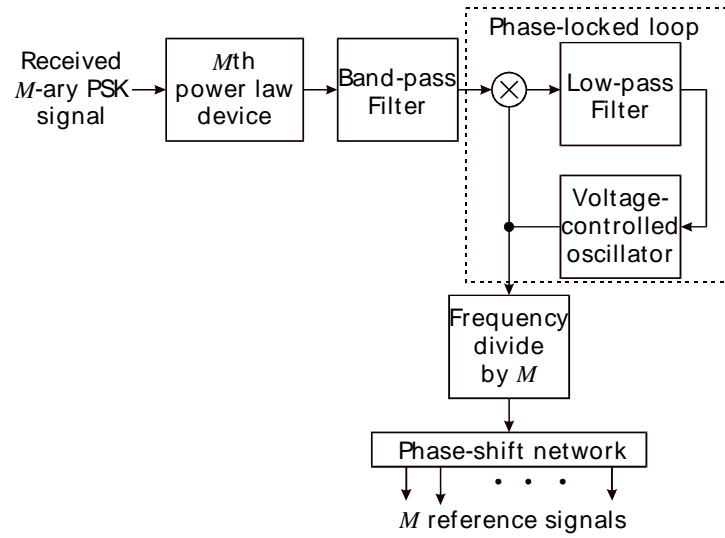 Phase-locked loop
Received
M-ary PSK
signal
Mth
power law
device
Band-pass
Filter
Low-pass
Filter
Voltage-
controlled
oscillator
Frequency
divide
by M
Phase-shift network
M reference signals